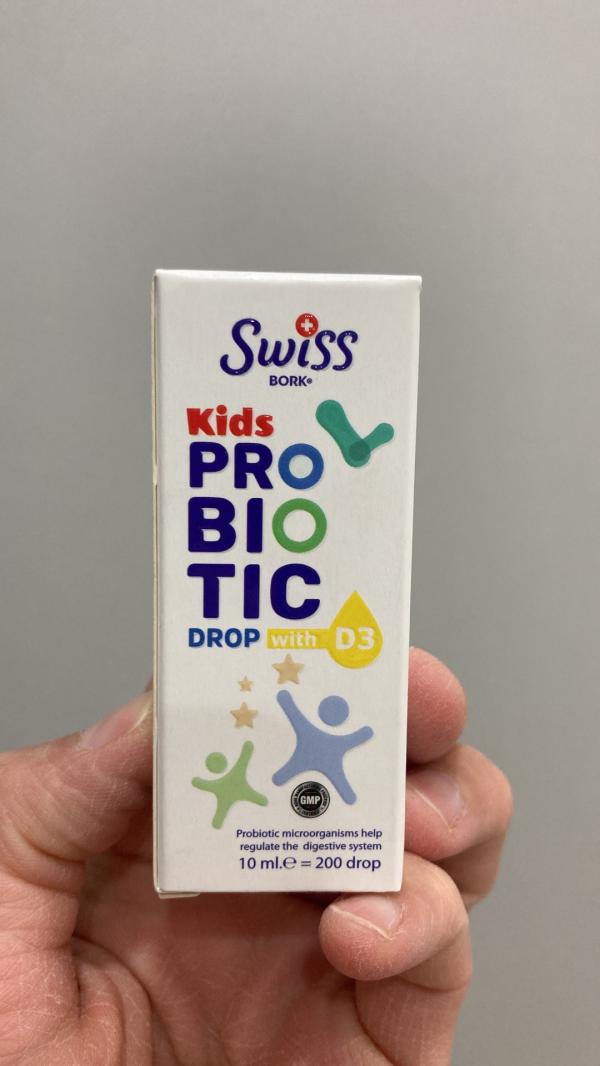 Swiss
BORK®
Kids
PRO
BIO
TIC
DROP with D3
GMP
Probiotic microorganisms help
regulate the digestive system
10 ml.℮ = 200 drop